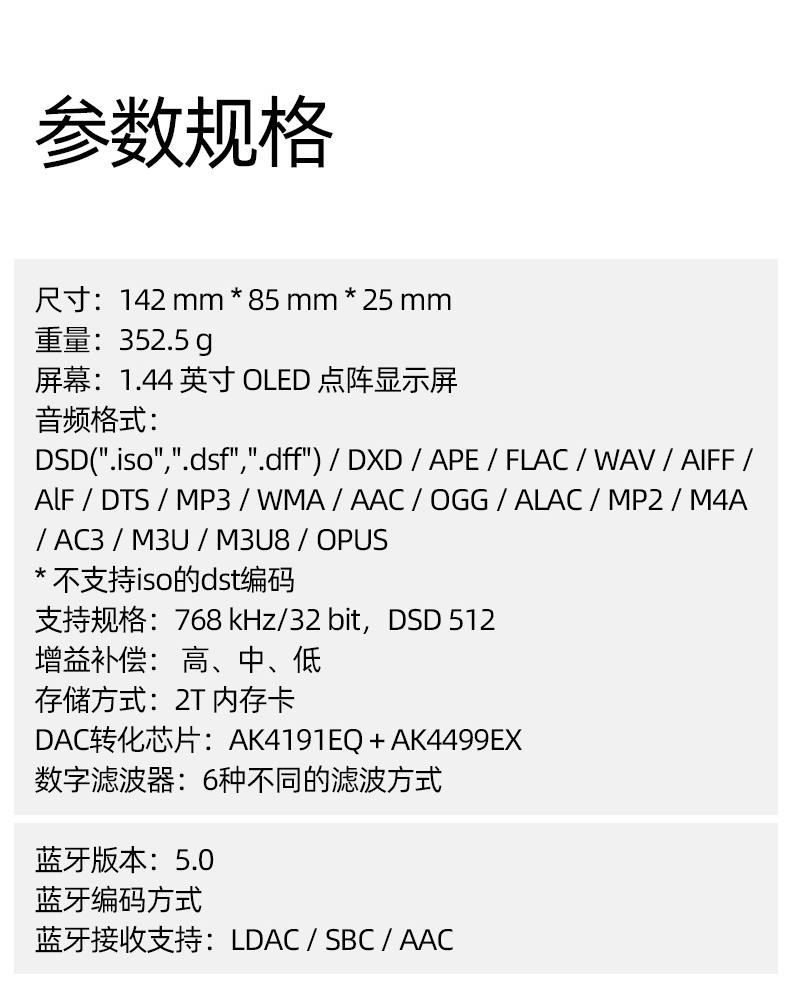 参数规格
尺寸：142 mm * 85 mm * 25 mm
重量：352.5 g
屏幕：1.44 英寸 OLED 点阵显示屏
音频格式：
DSD(".iso",".dsf",".dff") / DXD / APE / FLAC / WAV / AIFF /
AlF / DTS / MP3 / WMA / AAC / OGG / ALAC / MP2 / M4A
/ AC3 / M3U / M3U8 / OPUS
* 不支持iso的dst编码
支持规格：768 kHz/32 bit，DSD 512
增益补偿： 高、中、低
存储方式：2T 内存卡
DAC转化芯片：AK4191EQ + AK4499EX
数字滤波器：6种不同的滤波方式
蓝牙版本：5.0
蓝牙编码方式
蓝牙接收支持：LDAC / SBC / AAC